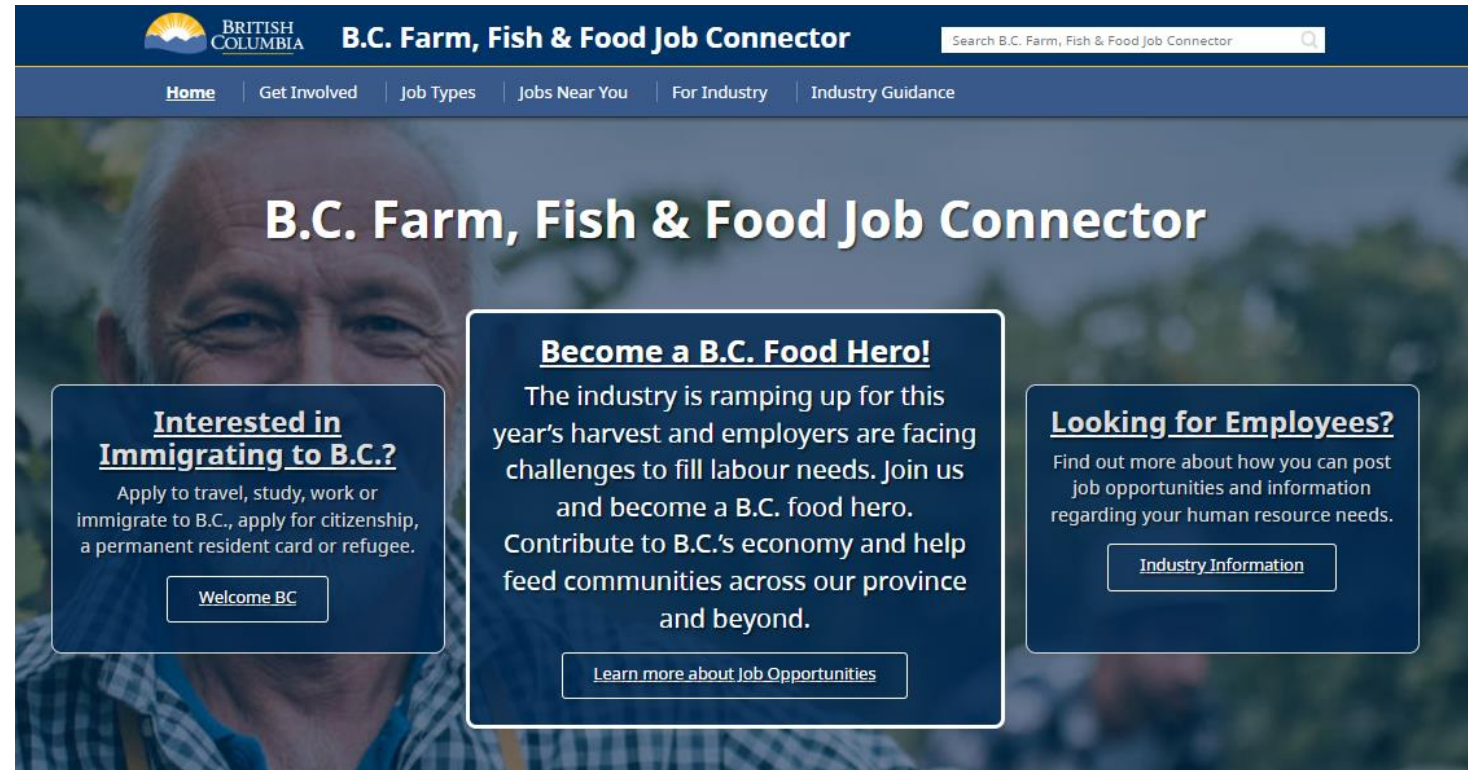 BRITISH
COLUMBIA
B.C. Farm, Fish & Food Job Connector
Search B.C. Farm, Fish & Food Job Connector
Home
Get Involved
Job Types
Jobs Near You
For Industry
Industry Guidance
B.C. Farm, Fish & Food Job Connector
Interested in
Immigrating to B.C.?
Apply to travel, study, work or
immigrate to B.C., apply for citizenship,
a permanent resident card or refugee.
Welcome BC
Become a B.C. Food Hero!
The industry is ramping up for this
year's harvest and employers are facing
challenges to fill labour needs. Join us
and become a B.C. food hero.
Contribute to B.C.'s economy and help
feed communities across our province
and beyond.
Learn more about Job Opportunities
Looking for Employees?
Find out more about how you can post
job opportunities and information
regarding your human resource needs.
Industry Information